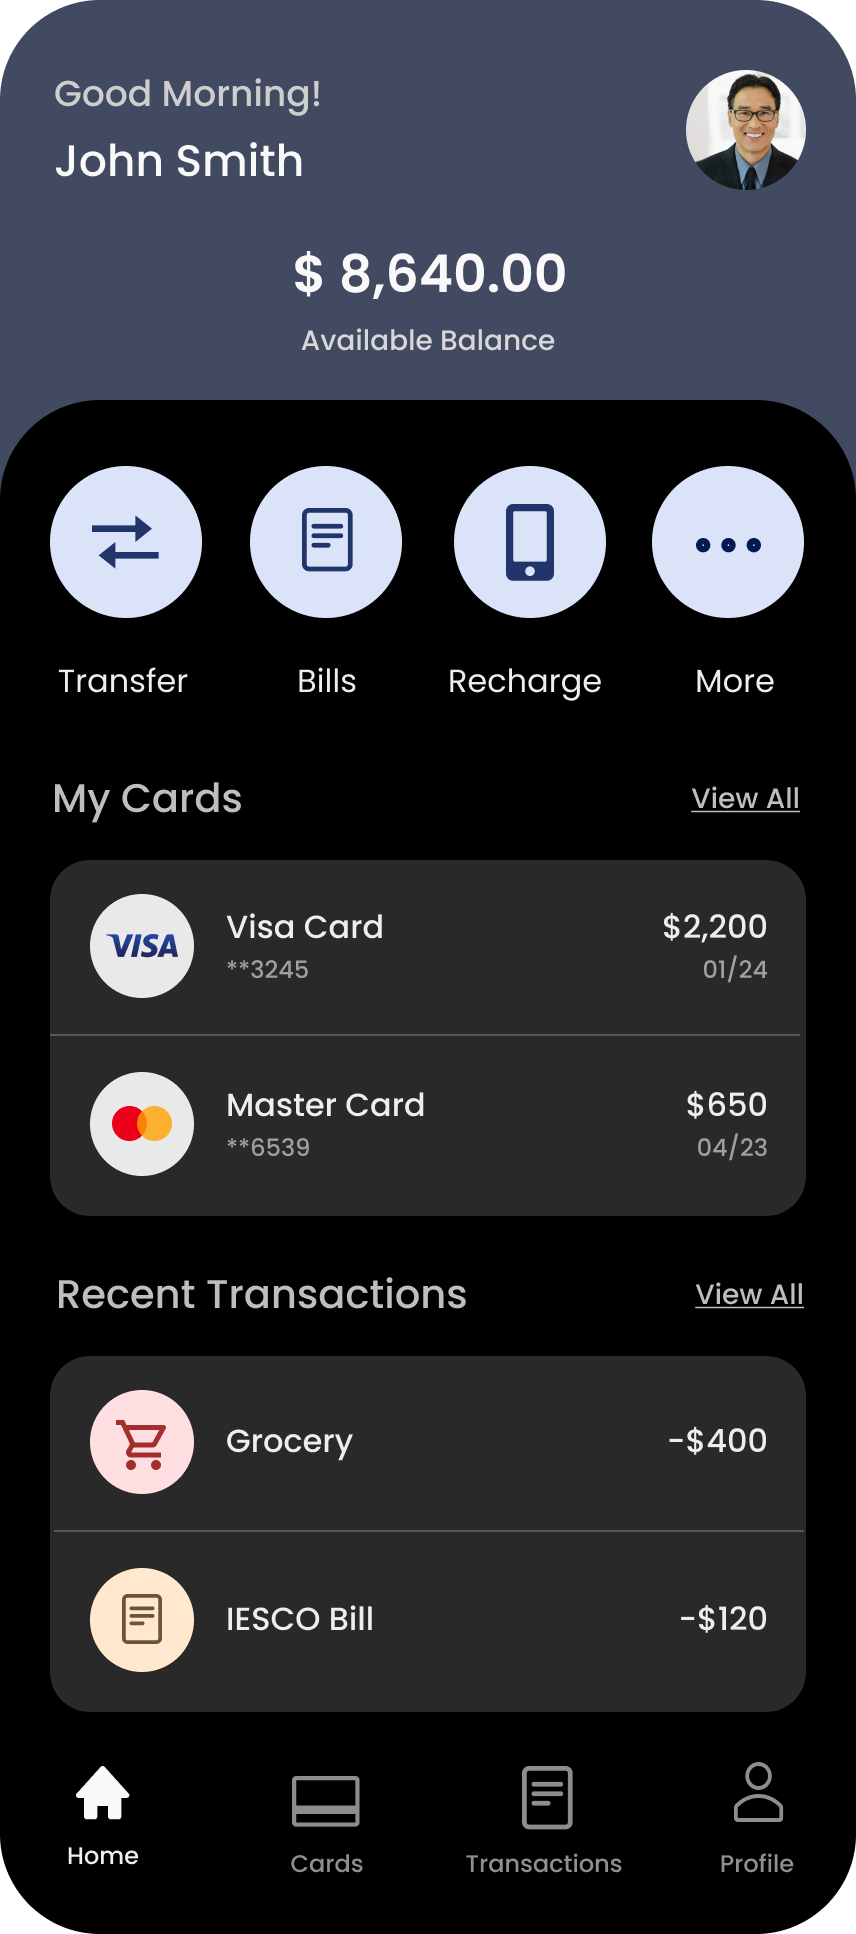 Good Morning!
John Smith
$ 8,640.00
Available Balance
Transfer Bills Recharge More
My Cards View All
VISA Visa Card $2,200
**3245 01/24
Master Card $650
**6539 04/23
Recent Transactions View All
Grocery -$400
IESCO Bill -$120
Home Cards Transactions Profile